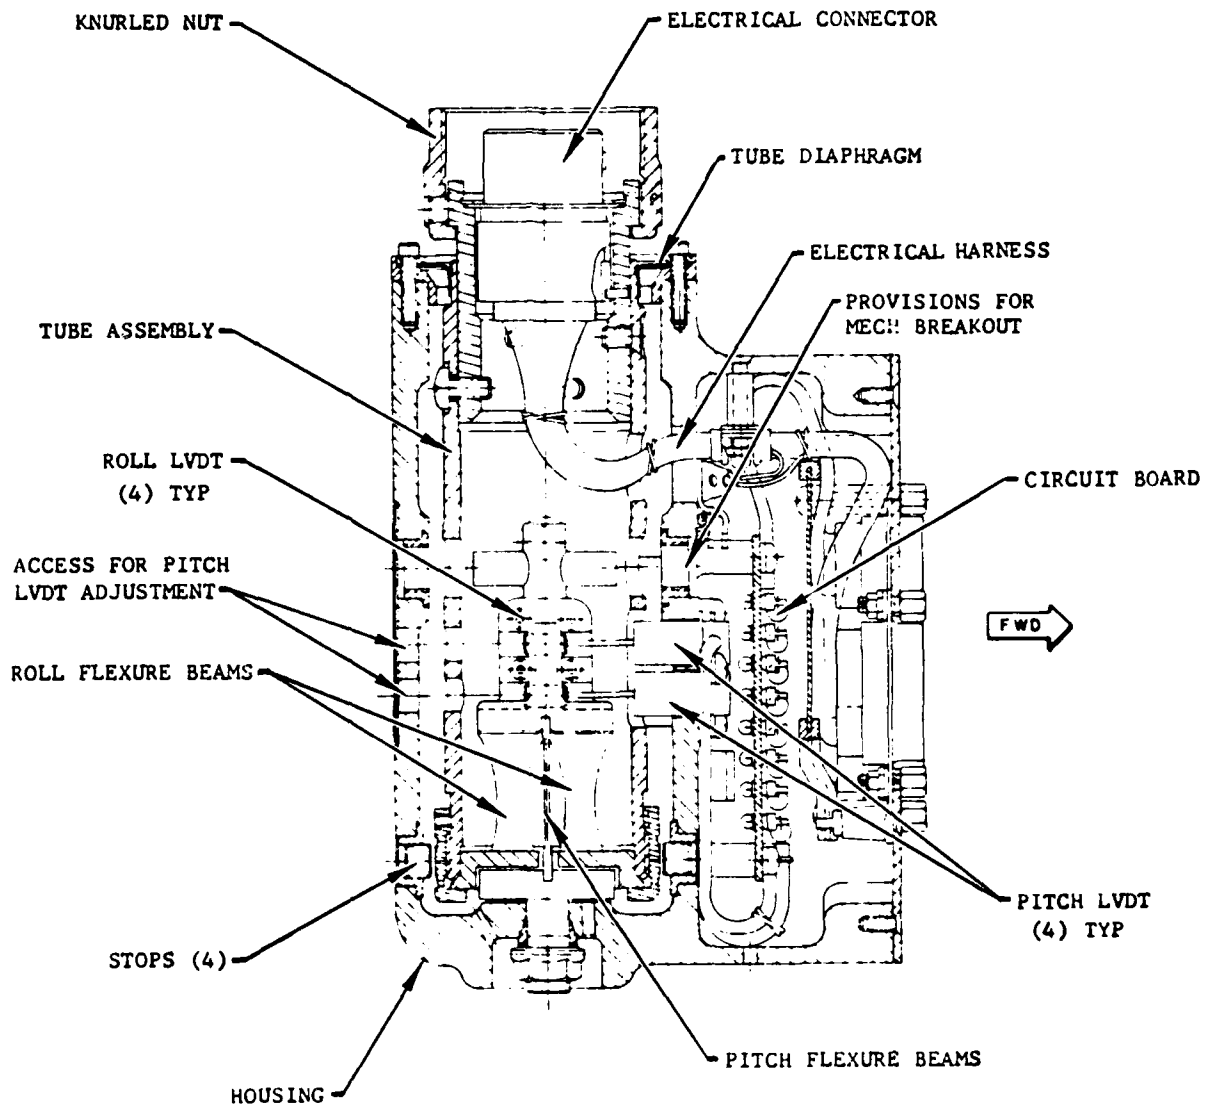 KNURLED NUT
ELECTRICAL CONNECTOR
TUBE DIAPHRAGM
ELECTRICAL HARNESS
PROVISIONS FOR
MECH BREAKOUT
TUBE ASSEMBLY
ROLL LVDT
(4) TYP
CIRCUIT BOARD
ACCESS FOR PITCH
LVDT ADJUSTMENT
FWD
ROLL FLEXURE BEAMS
PITCH LVDT
(4) TYP
STOPS (4)
PITCH FLEXURE BEAMS
HOUSING